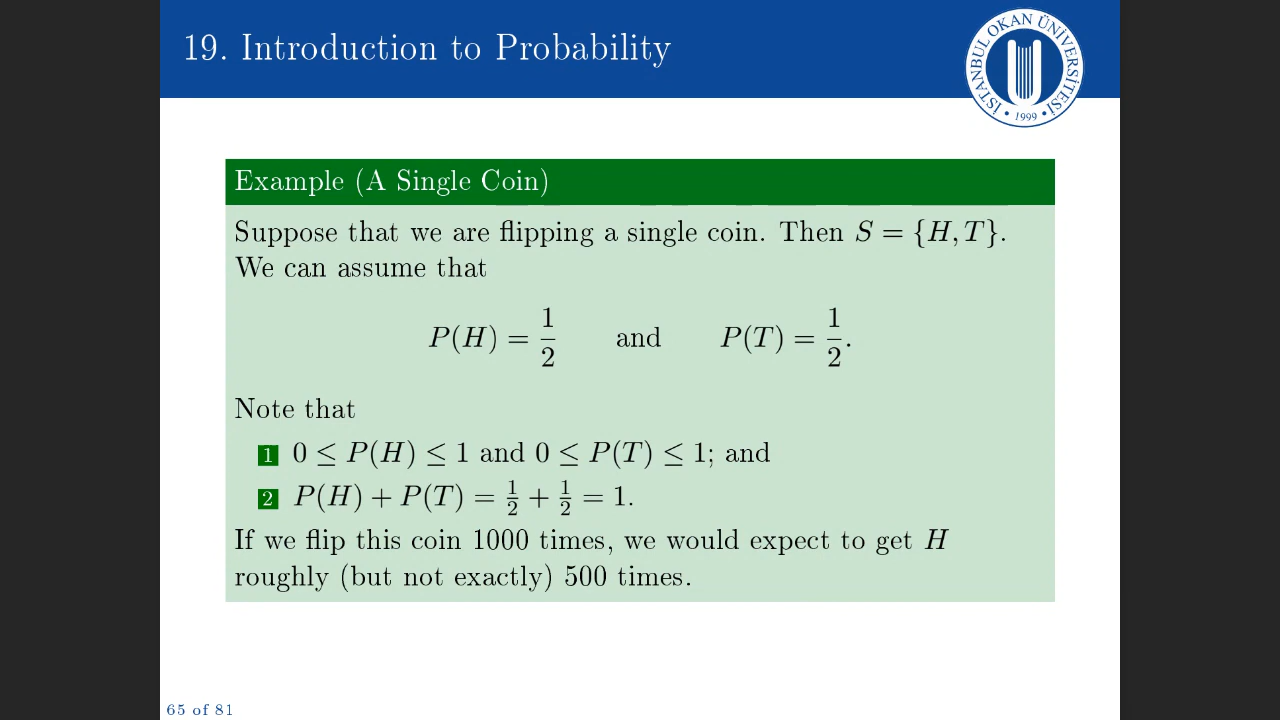 19. Introduction to Probability
İSTANBUL OKAN ÜNİVERSİTESİ
• 1999 •
Example (A Single Coin)
Suppose that we are flipping a single coin. Then S = {H, T}.
We can assume that
P(H) = 1/2 and P(T) = 1/2.
Note that
1 0 ≤ P(H) ≤ 1 and 0 ≤ P(T) ≤ 1; and
2 P(H) + P(T) = 1/2 + 1/2 = 1.
If we flip this coin 1000 times, we would expect to get H
roughly (but not exactly) 500 times.
65 of 81